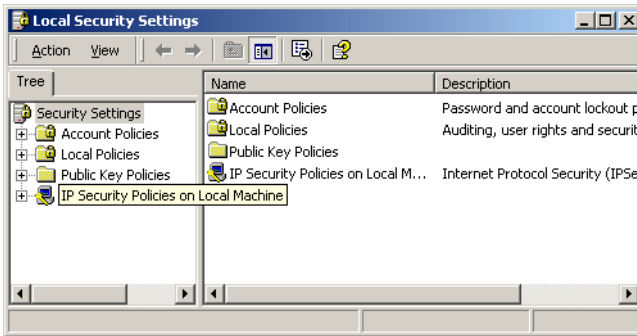 Local Security Settings
Action View
Tree
Name Description
Security Settings
Account Policies
Local Policies
Public Key Policies
IP Security Policies on Local Machine
Account Policies Password and account lockout p
Local Policies Auditing, user rights and securit
Public Key Policies
IP Security Policies on Local M... Internet Protocol Security (IPSe